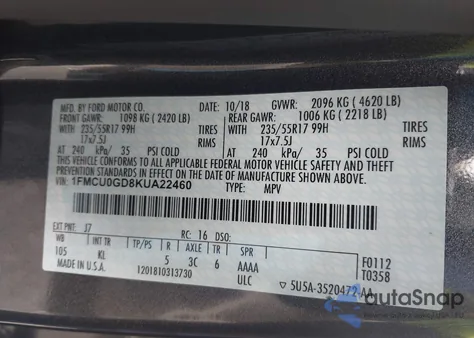 MFD. BY FORD MOTOR CO.
DATE: 10/18 GVWR: 2096 KG ( 4620 LB)
FRONT GAWR: 1098 KG ( 2420 LB) REAR GAWR: 1006 KG ( 2218 LB)
WITH 235/55R17 99H TIRES WITH 235/55R17 99H TIRES
17x7.5J RIMS 17x7.5J RIMS
AT 240 kPa/ 35 PSI COLD AT 240 kPa/ 35 PSI COLD
THIS VEHICLE CONFORMS TO ALL APPLICABLE FEDERAL MOTOR VEHICLE SAFETY AND THEFT
PREVENTION STANDARDS IN EFFECT ON THE DATE OF MANUFACTURE SHOWN ABOVE.
VIN: 1FMCU0GD8KUA22460 TYPE: MPV
EXT PNT: J7 RC: 16 DSO: F0112
WB INT TR TP/PS R AXLE TR SPR T0358
105 KL 5 3C 6 AAAA
MADE IN U.S.A. 1201810313730 ULC
5U5A-3520472-AA
autaSnap